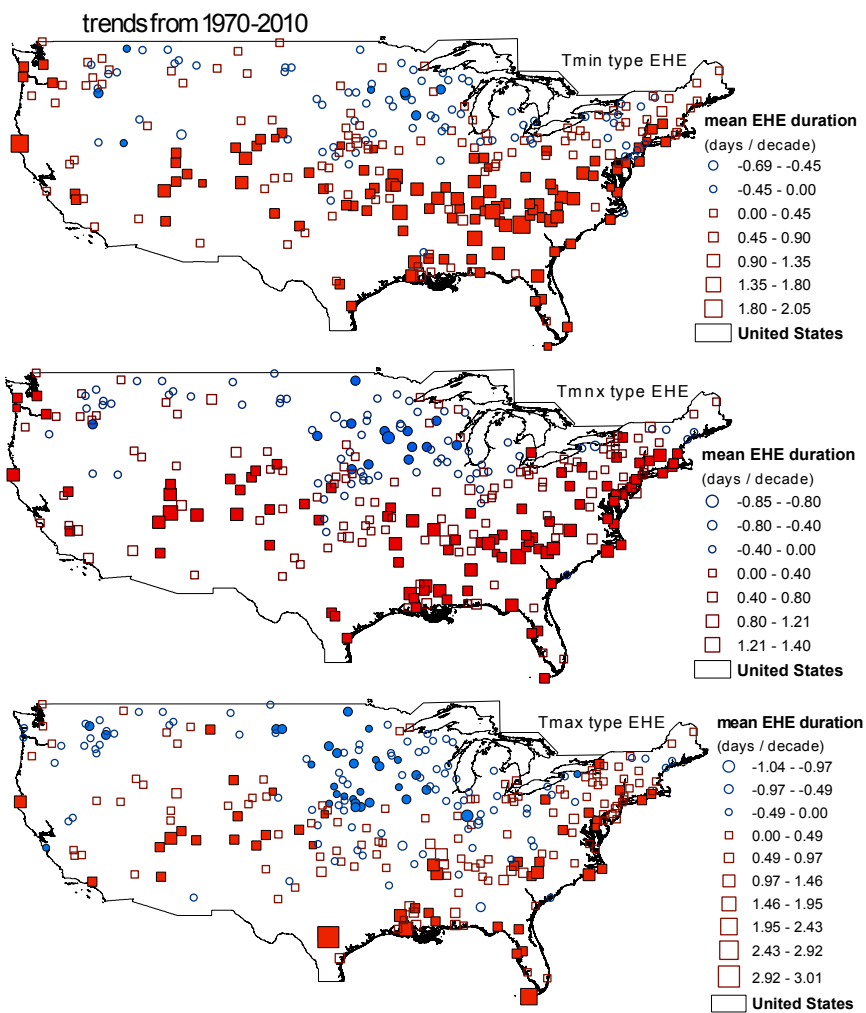 trends from 1970-2010
Tmin type EHE
mean EHE duration
(days / decade)
-0.69 - -0.45
-0.45 - 0.00
0.00 - 0.45
0.45 - 0.90
0.90 - 1.35
1.35 - 1.80
1.80 - 2.05
United States
Tmnx type EHE
mean EHE duration
(days / decade)
-0.85 - -0.80
-0.80 - -0.40
-0.40 - 0.00
0.00 - 0.40
0.40 - 0.80
0.80 - 1.21
1.21 - 1.40
United States
Tmax type EHE
mean EHE duration
(days / decade)
-1.04 - -0.97
-0.97 - -0.49
-0.49 - 0.00
0.00 - 0.49
0.49 - 0.97
0.97 - 1.46
1.46 - 1.95
1.95 - 2.43
2.43 - 2.92
2.92 - 3.01
United States